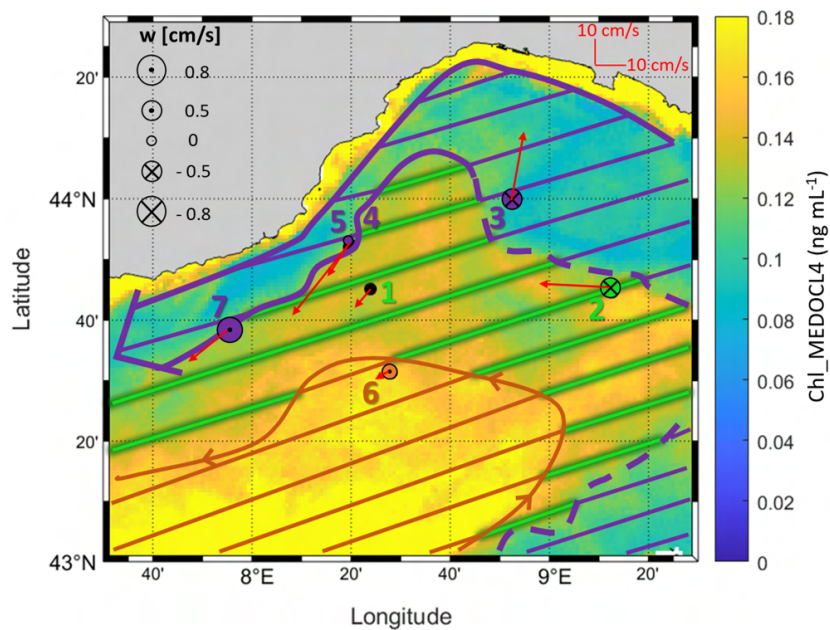 w [cm/s]
0.8
0.5
0
- 0.5
- 0.8
10 cm/s
10 cm/s
5 4
3
1
2
7
6
20'
44°N
40'
20'
43°N
Latitude
40'
8°E
20'
40'
9°E
20'
Longitude
0.18
0.16
0.14
0.12
0.1
0.08
0.06
0.04
0.02
0
Chl_MEDOCL4 (ng mL⁻¹)